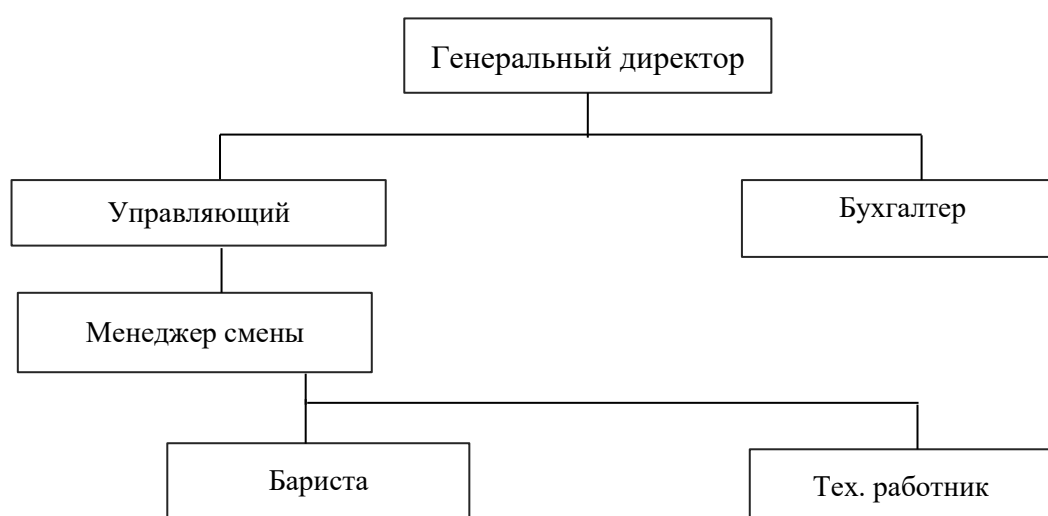 Генеральный директор
Управляющий
Бухгалтер
Менеджер смены
Бариста
Тех. работник